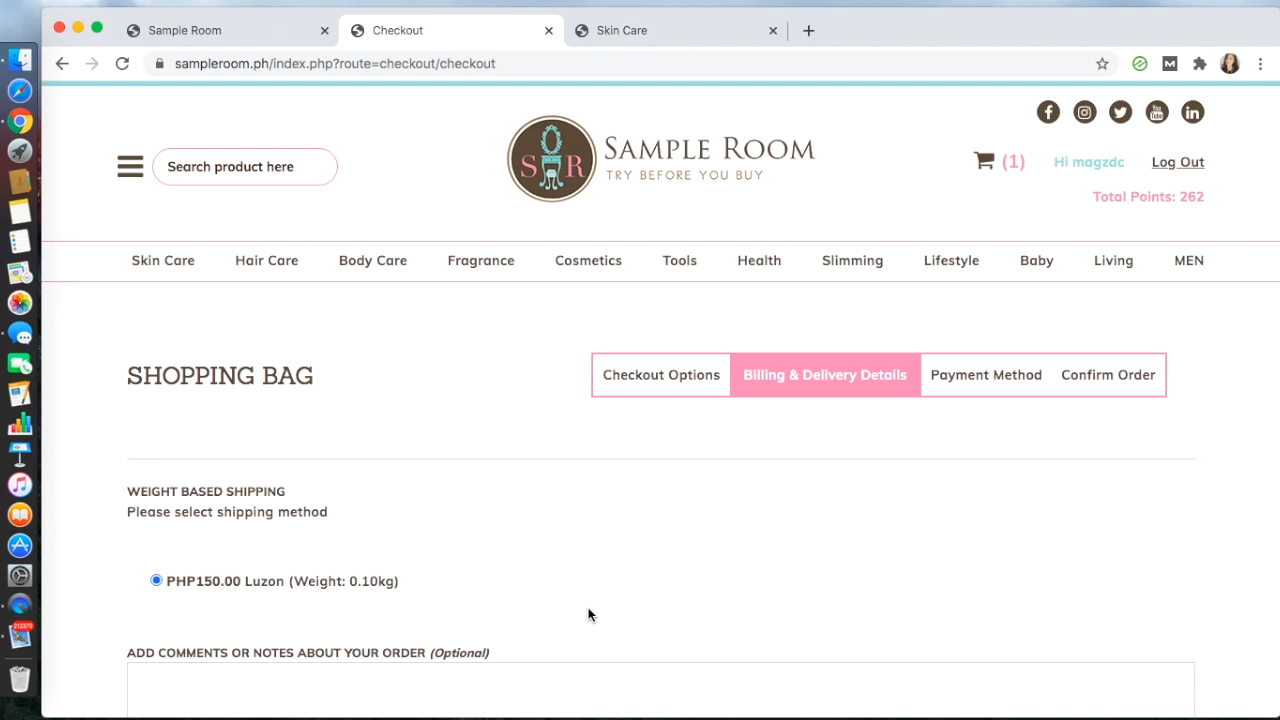 Sample Room
Checkout
Skin Care
sampleroom.ph/index.php?route=checkout/checkout
Search product here
SR
SAMPLE ROOM
TRY BEFORE YOU BUY
(1)
Hi magzdc
Log Out
Total Points: 262
Skin Care
Hair Care
Body Care
Fragrance
Cosmetics
Tools
Health
Slimming
Lifestyle
Baby
Living
MEN
SHOPPING BAG
Checkout Options
Billing & Delivery Details
Payment Method
Confirm Order
WEIGHT BASED SHIPPING
Please select shipping method
PHP150.00 Luzon (Weight: 0.10kg)
ADD COMMENTS OR NOTES ABOUT YOUR ORDER (Optional)